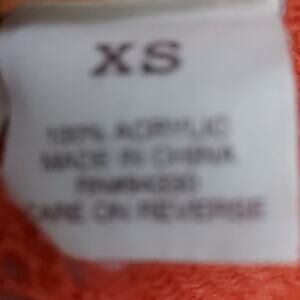 XS
100% ACRYLIC
MADE IN CHINA
CARE ON REVERSE